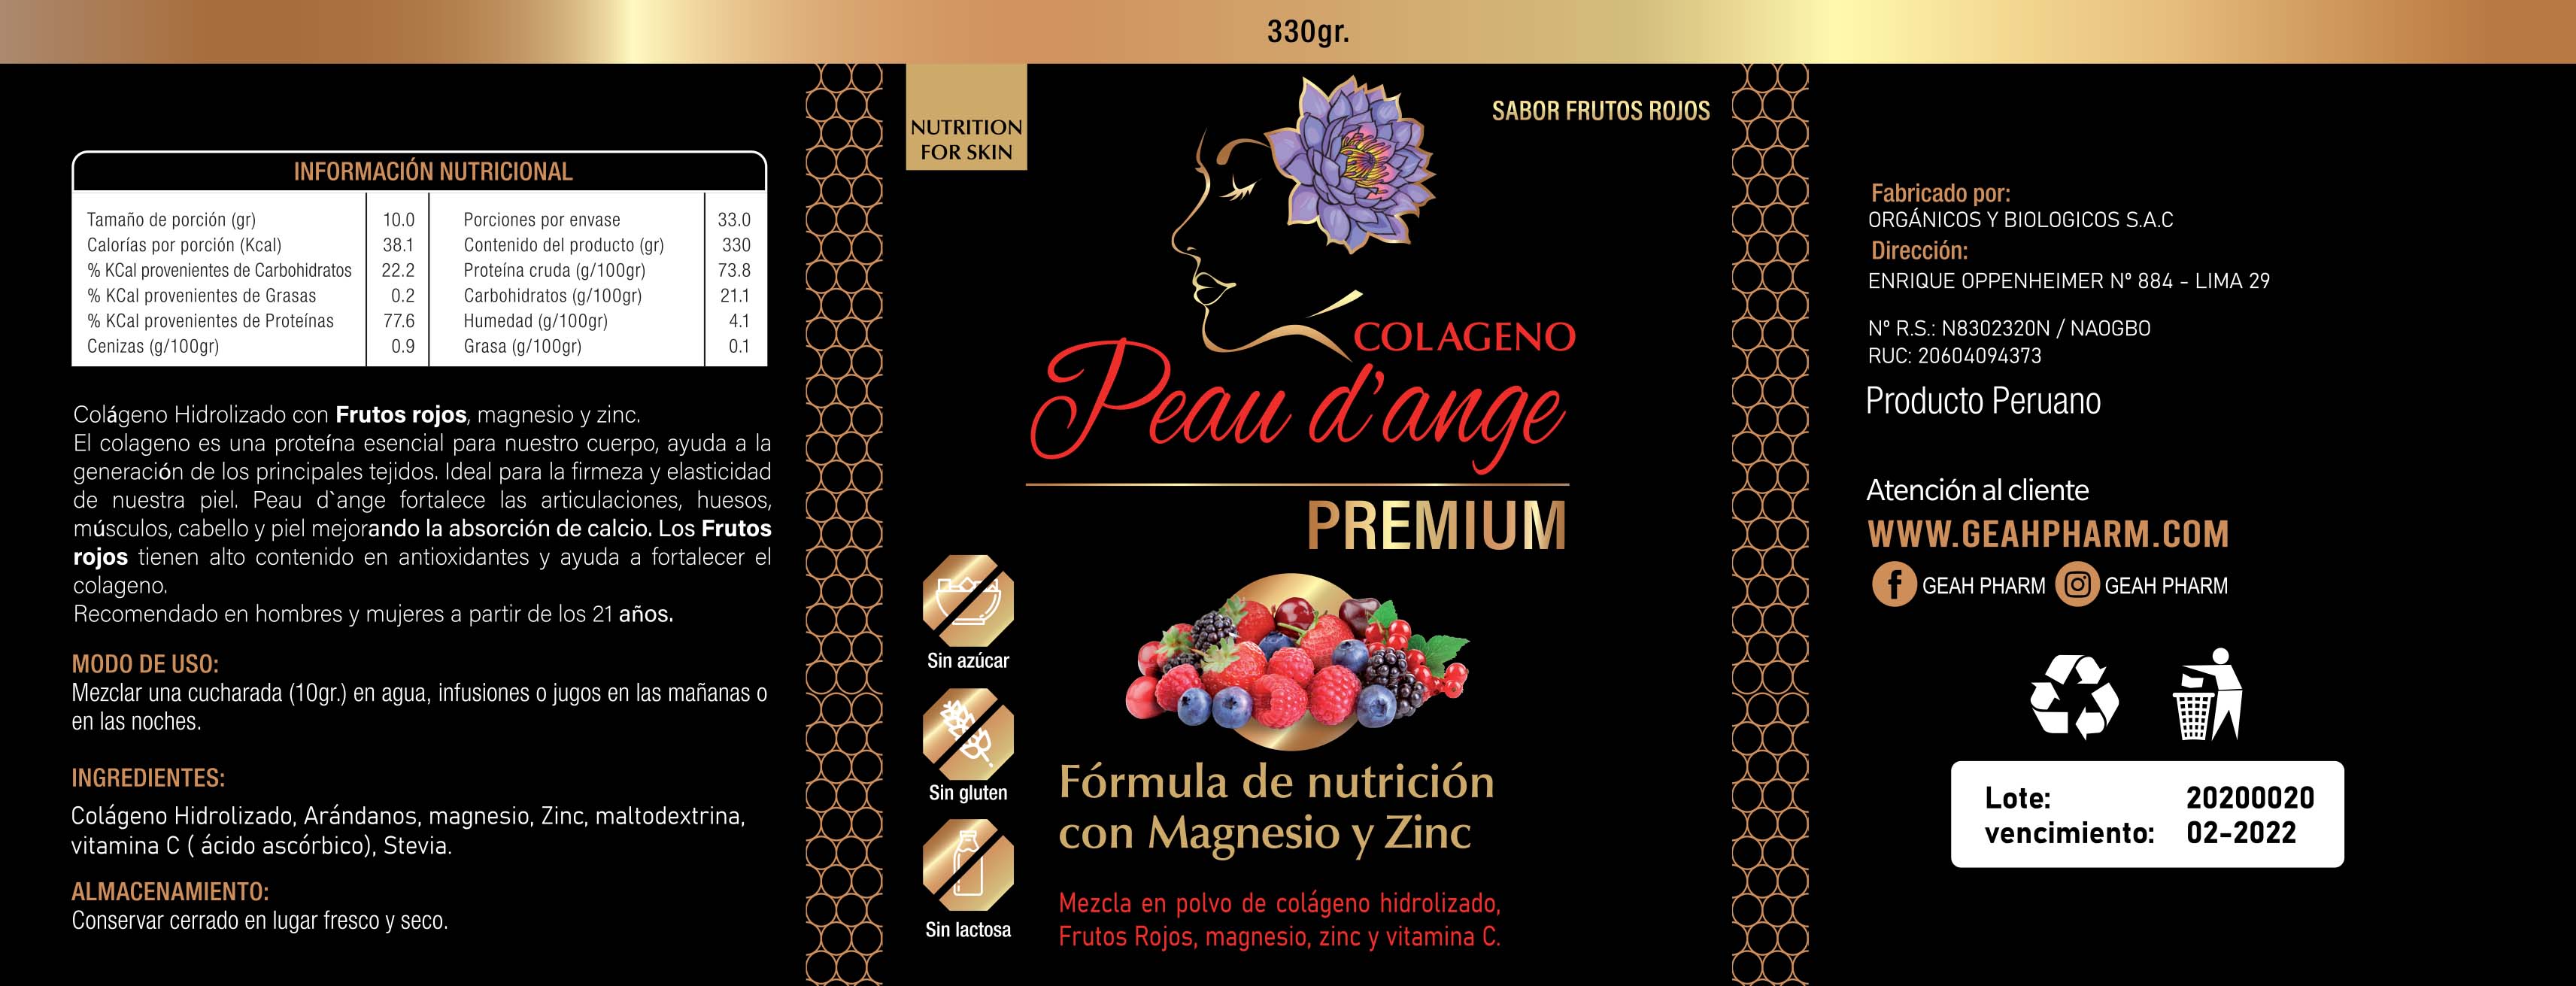 330gr.
INFORMACIÓN NUTRICIONAL
Tamaño de porción (gr) 10.0 Porciones por envase 33.0
Calorías por porción (Kcal) 38.1 Contenido del producto (gr) 330
% KCal provenientes de Carbohidratos 22.2 Proteína cruda (g/100gr) 73.8
% KCal provenientes de Grasas 0.2 Carbohidratos (g/100gr) 21.1
% KCal provenientes de Proteínas 77.6 Humedad (g/100gr) 4.1
Cenizas (g/100gr) 0.9 Grasa (g/100gr) 0.1
Colágeno Hidrolizado con Frutos rojos, magnesio y zinc.
El colageno es una proteína esencial para nuestro cuerpo, ayuda a la
generación de los principales tejidos. Ideal para la firmeza y elasticidad
de nuestra piel. Peau d`ange fortalece las articulaciones, huesos,
músculos, cabello y piel mejorando la absorción de calcio. Los Frutos
rojos tienen alto contenido en antioxidantes y ayuda a fortalecer el
colageno.
Recomendado en hombres y mujeres a partir de los 21 años.
MODO DE USO:
Mezclar una cucharada (10gr.) en agua, infusiones o jugos en las mañanas o
en las noches.
INGREDIENTES:
Colágeno Hidrolizado, Arándanos, magnesio, Zinc, maltodextrina,
vitamina C ( ácido ascórbico), Stevia.
ALMACENAMIENTO:
Conservar cerrado en lugar fresco y seco.
NUTRITION
FOR SKIN
SABOR FRUTOS ROJOS
COLAGENO
Peau d'ange
PREMIUM
Sin azúcar
Sin gluten
Sin lactosa
Fórmula de nutrición
con Magnesio y Zinc
Mezcla en polvo de colágeno hidrolizado,
Frutos Rojos, magnesio, zinc y vitamina C.
Fabricado por:
ORGÁNICOS Y BIOLOGICOS S.A.C
Dirección:
ENRIQUE OPPENHEIMER Nº 884 - LIMA 29
Nº R.S.: N8302320N / NAOGBO
RUC: 20604094373
Producto Peruano
Atención al cliente
WWW.GEAHPHARM.COM
GEAH PHARM GEAH PHARM
Lote: 20200020
vencimiento: 02-2022